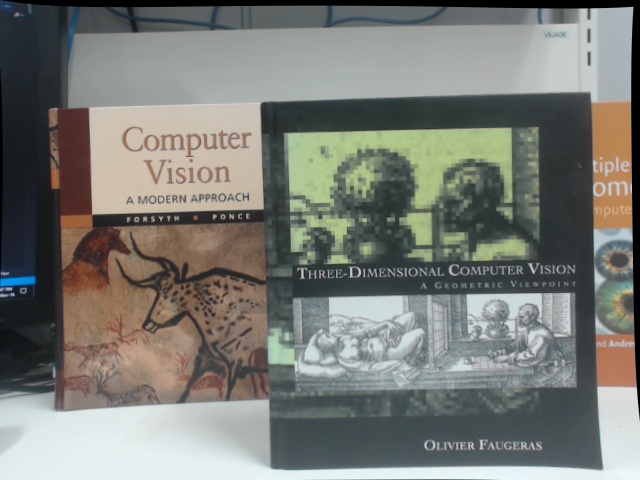 Computer
Vision
A MODERN APPROACH
FORSYTH ▪ PONCE
THREE-DIMENSIONAL COMPUTER VISION
A GEOMETRIC VIEWPOINT
OLIVIER FAUGERAS
tiple
om
mpute
nd Andre